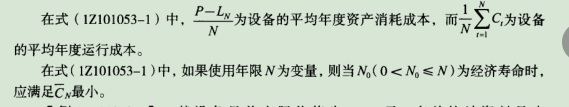 在式(1Z101053-1)中，$\frac{P-L_N}{N}$为设备的平均年度资产消耗成本，而$\frac{1}{N}\sum_{t=1}^{N}C_t$为设备
的平均年度运行成本。
在式(1Z101053-1)中，如果使用年限N为变量，则当$N_0$(0＜$N_0$≤N)为经济寿命时，
应满足$\overline{C}_N$最小。